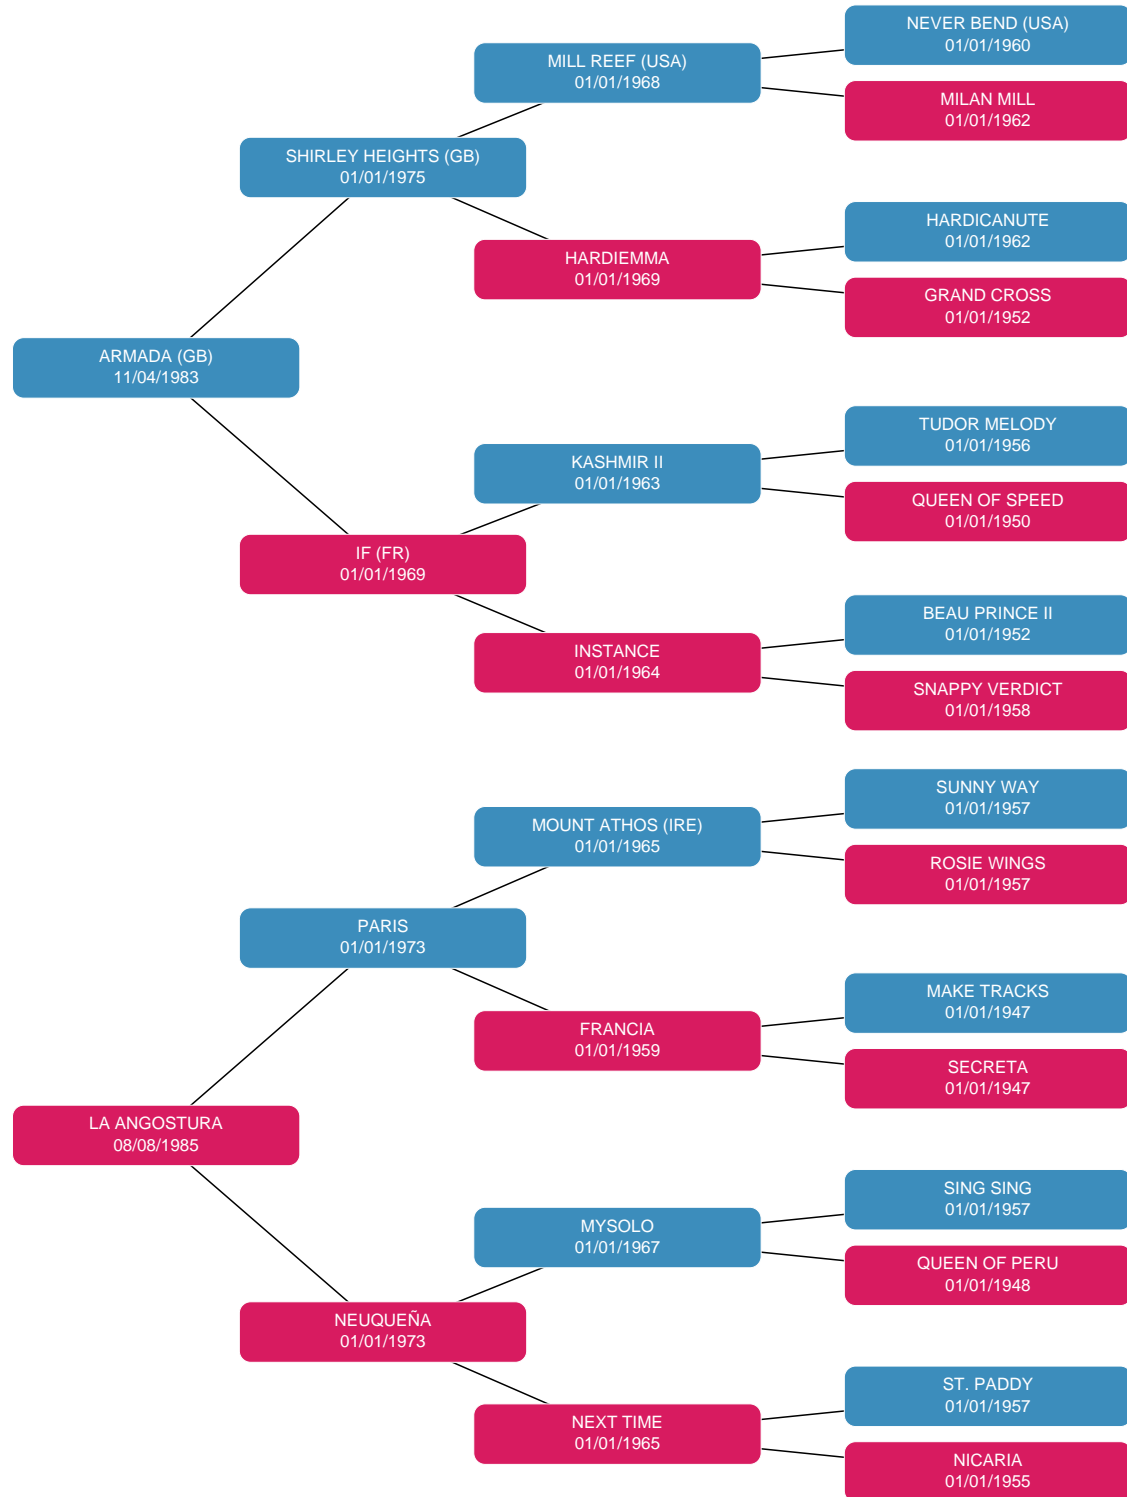 NEVER BEND (USA)
01/01/1960
MILL REEF (USA)
01/01/1968
MILAN MILL
01/01/1962
SHIRLEY HEIGHTS (GB)
01/01/1975
HARDICANUTE
01/01/1962
HARDIEMMA
01/01/1969
GRAND CROSS
01/01/1952
ARMADA (GB)
11/04/1983
TUDOR MELODY
01/01/1956
KASHMIR II
01/01/1963
QUEEN OF SPEED
01/01/1950
IF (FR)
01/01/1969
BEAU PRINCE II
01/01/1952
INSTANCE
01/01/1964
SNAPPY VERDICT
01/01/1958
SUNNY WAY
01/01/1957
MOUNT ATHOS (IRE)
01/01/1965
ROSIE WINGS
01/01/1957
PARIS
01/01/1973
MAKE TRACKS
01/01/1947
FRANCIA
01/01/1959
SECRETA
01/01/1947
LA ANGOSTURA
08/08/1985
SING SING
01/01/1957
MYSOLO
01/01/1967
QUEEN OF PERU
01/01/1948
NEUQUEÑA
01/01/1973
ST. PADDY
01/01/1957
NEXT TIME
01/01/1965
NICARIA
01/01/1955